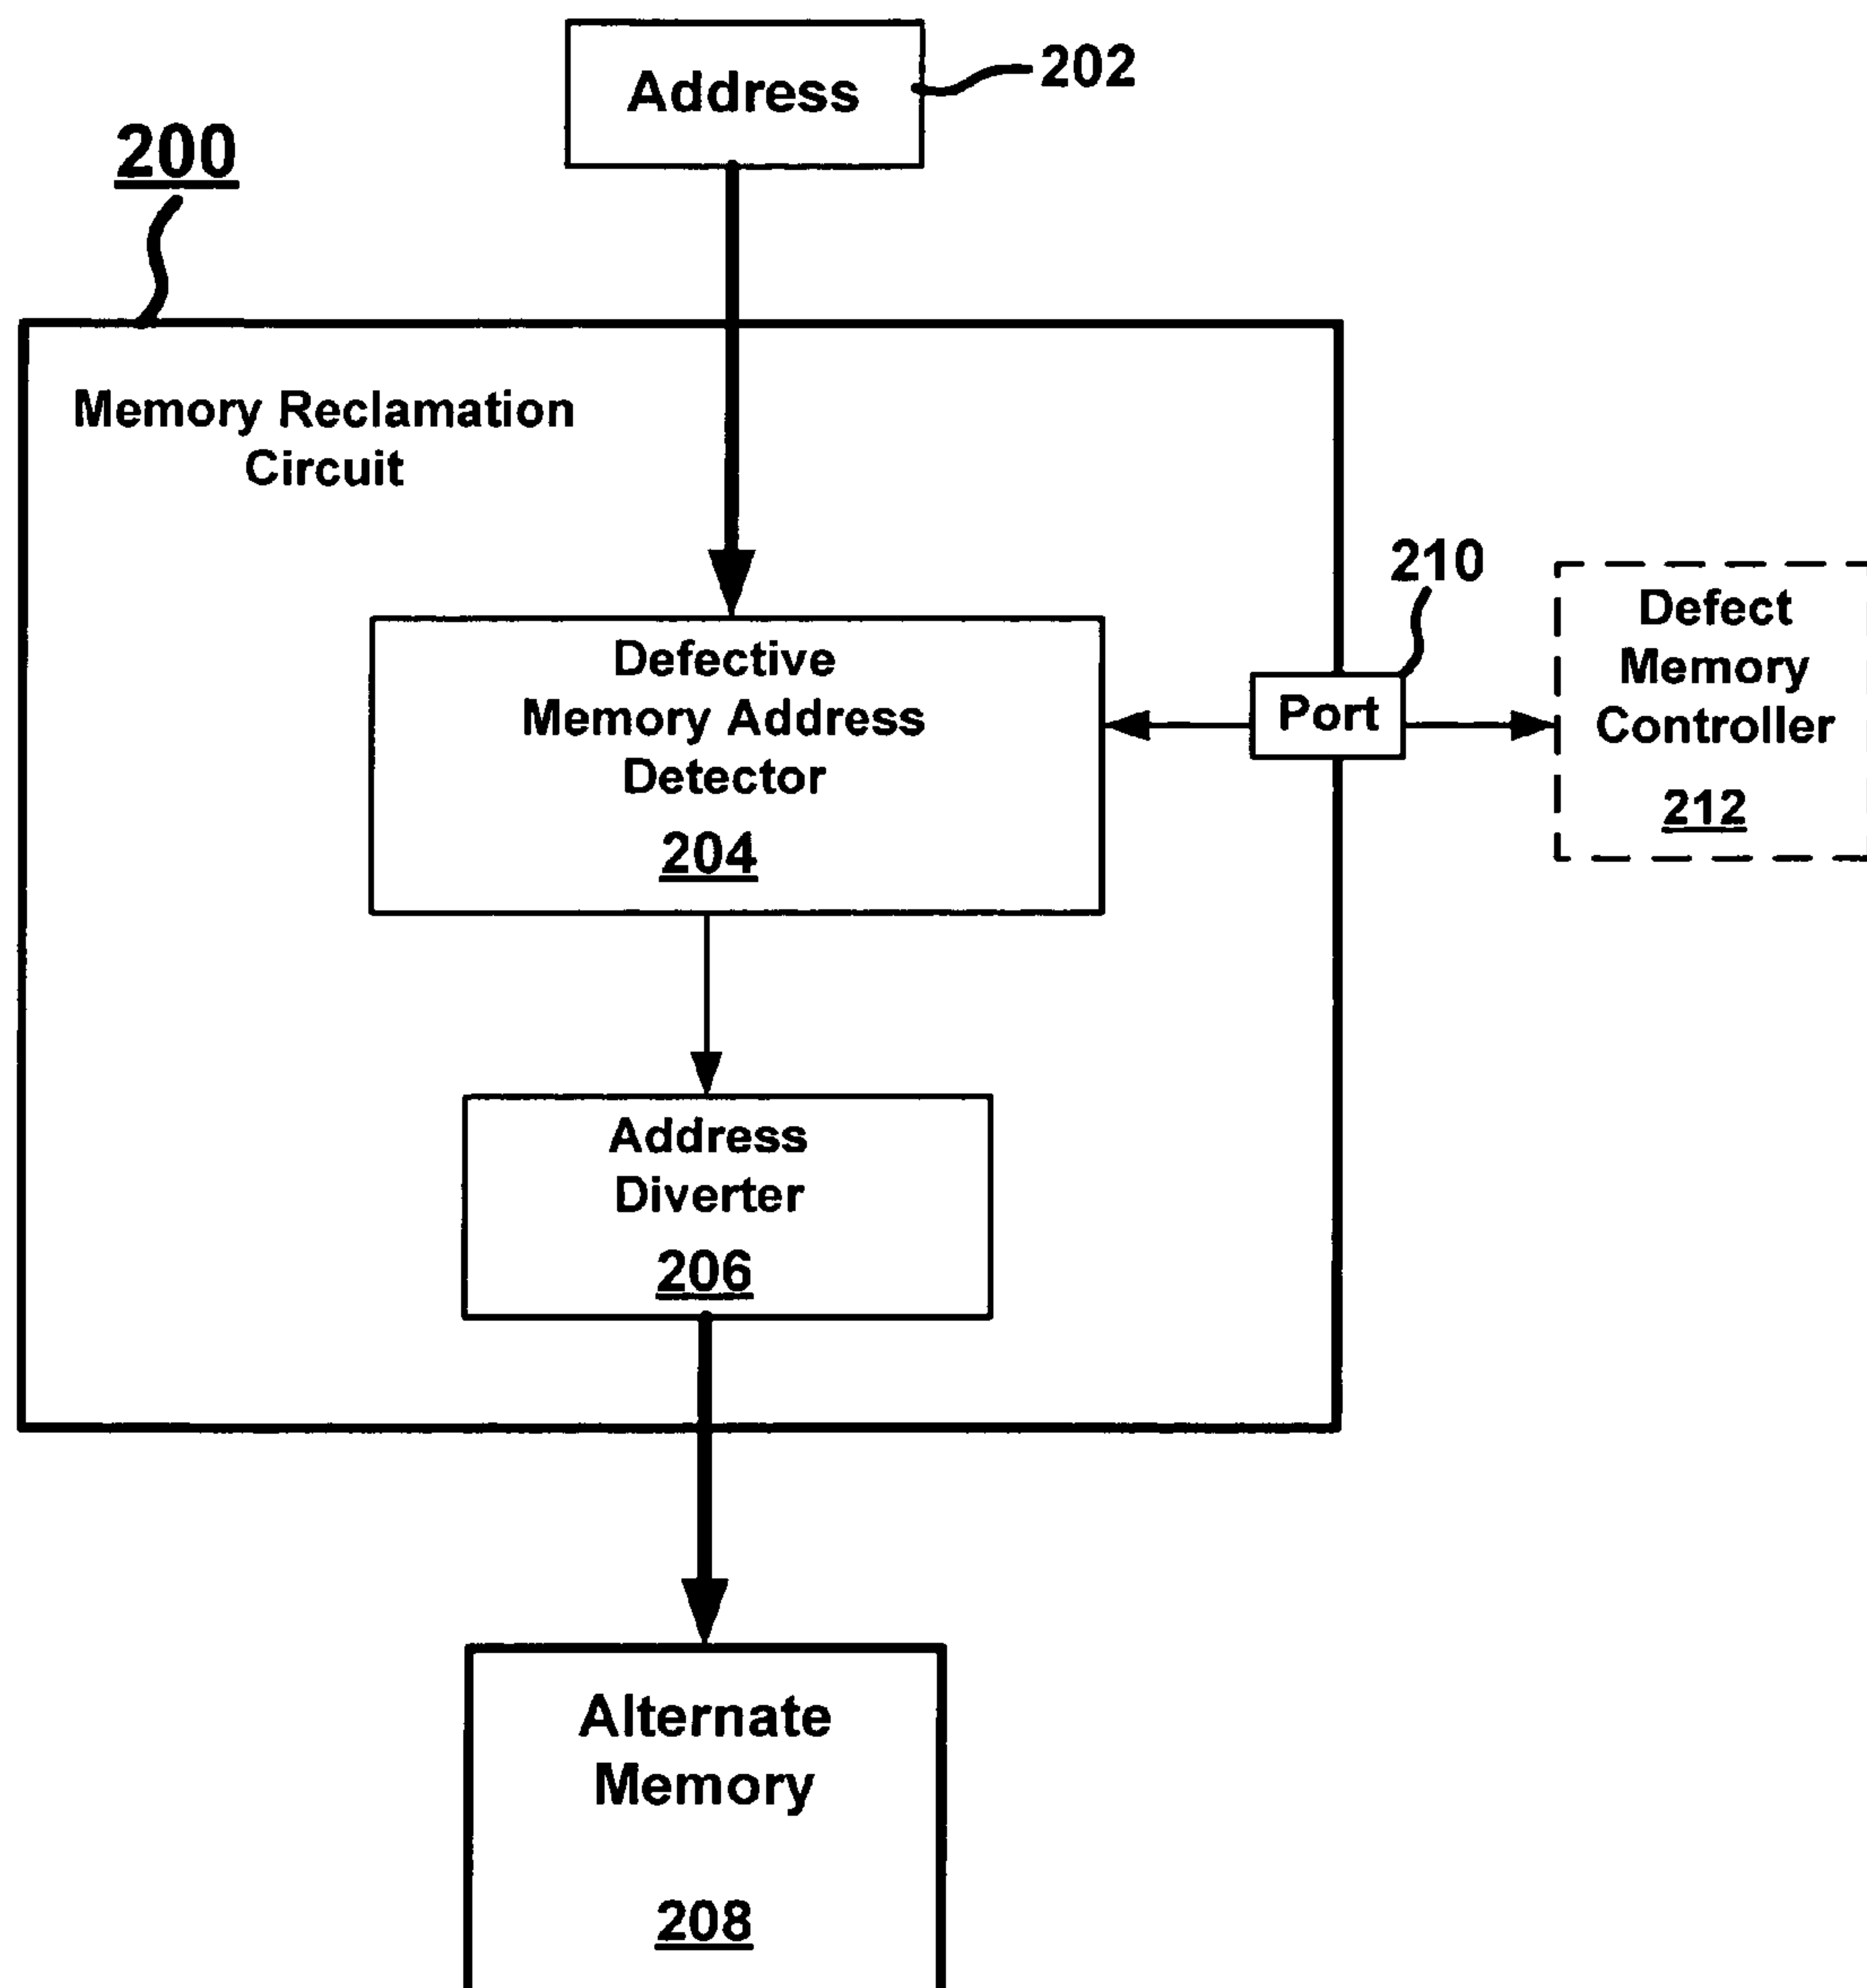 Address
202
200
Memory Reclamation
Circuit
Defective
Memory Address
Detector
204
210
Port
Defect
Memory
Controller
212
Address
Diverter
206
Alternate
Memory
208